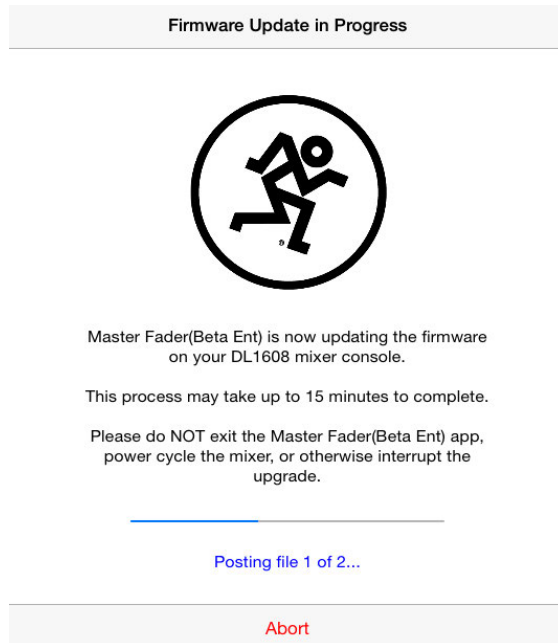 Firmware Update in Progress
®
Master Fader(Beta Ent) is now updating the firmware
on your DL1608 mixer console.
This process may take up to 15 minutes to complete.
Please do NOT exit the Master Fader(Beta Ent) app,
power cycle the mixer, or otherwise interrupt the
upgrade.
Posting file 1 of 2...
Abort